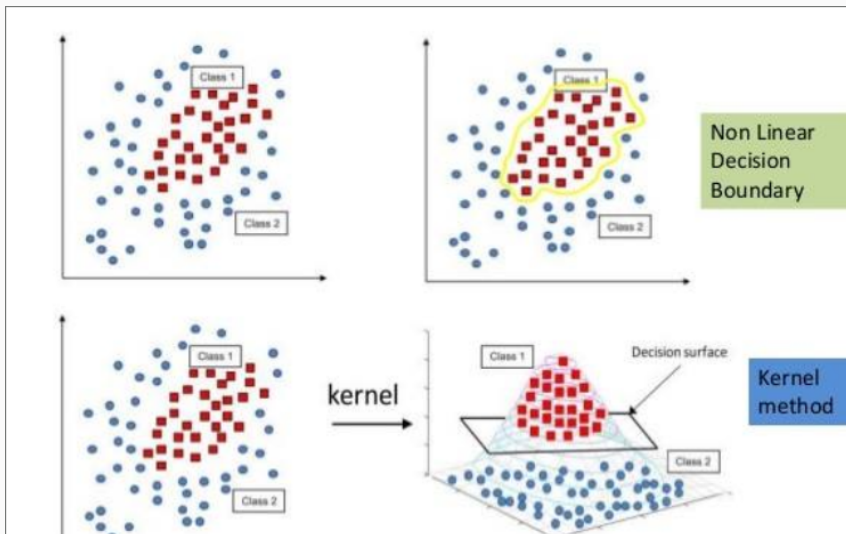 Class 1
Class 2
Class 1
Class 2
Non Linear
Decision
Boundary
Class 1
Class 2
kernel
Class 1
Decision surface
Class 2
Kernel
method